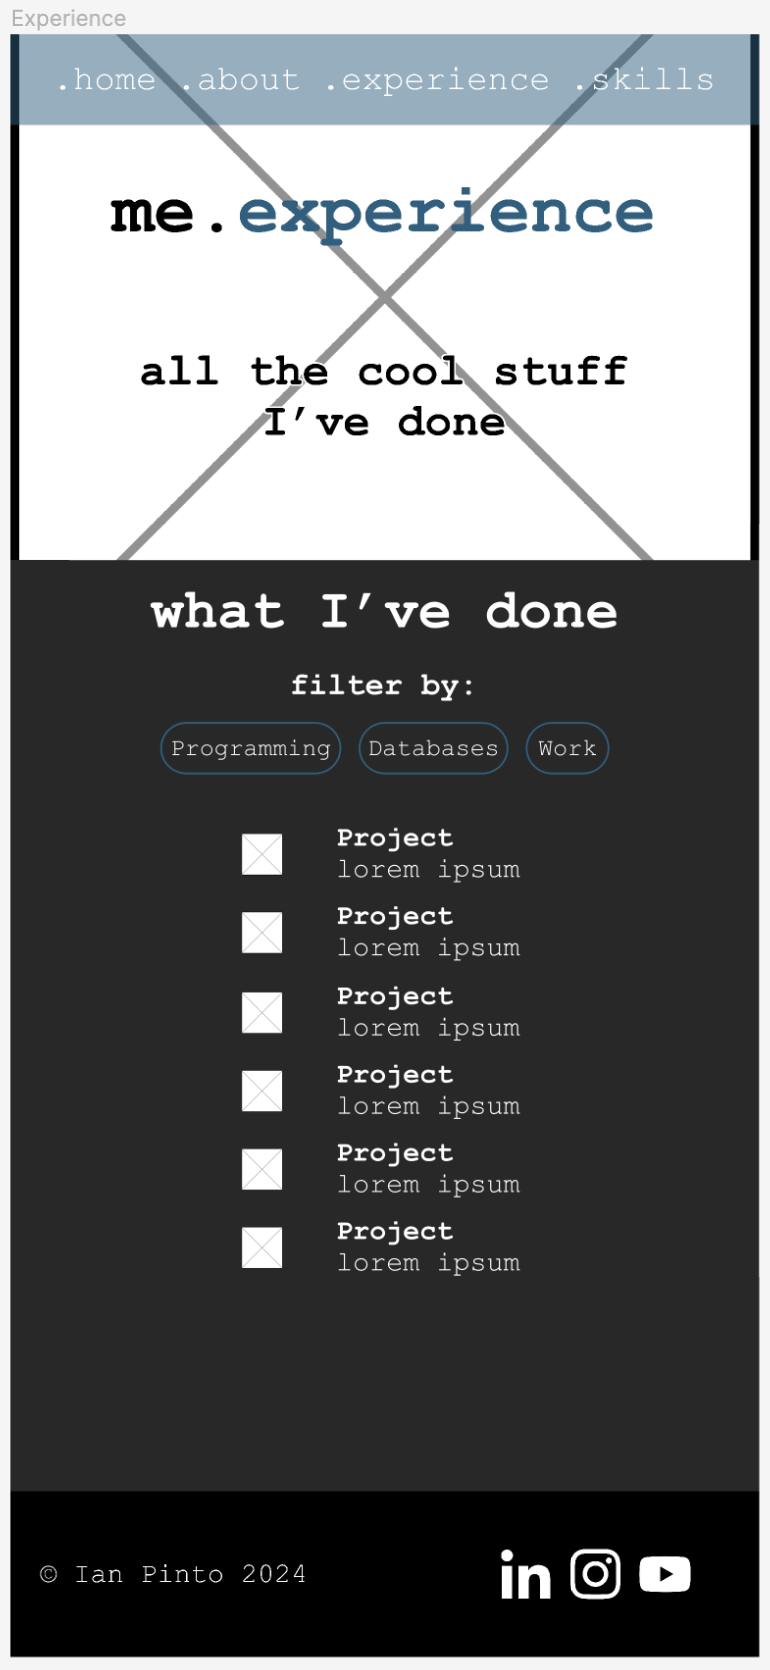 Experience
.home .about .experience .skills
me.experience
all the cool stuff
I’ve done
what I’ve done
filter by:
Programming Databases Work
Project
lorem ipsum
Project
lorem ipsum
Project
lorem ipsum
Project
lorem ipsum
Project
lorem ipsum
Project
lorem ipsum
© Ian Pinto 2024 in